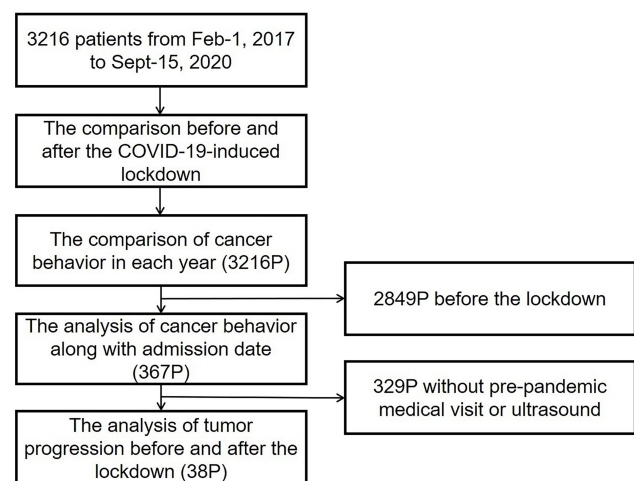 3216 patients from Feb-1, 2017
to Sept-15, 2020
The comparison before and
after the COVID-19-induced
lockdown
The comparison of cancer
behavior in each year (3216P)
2849P before the lockdown
The analysis of cancer behavior
along with admission date
(367P)
329P without pre-pandemic
medical visit or ultrasound
The analysis of tumor
progression before and after the
lockdown (38P)